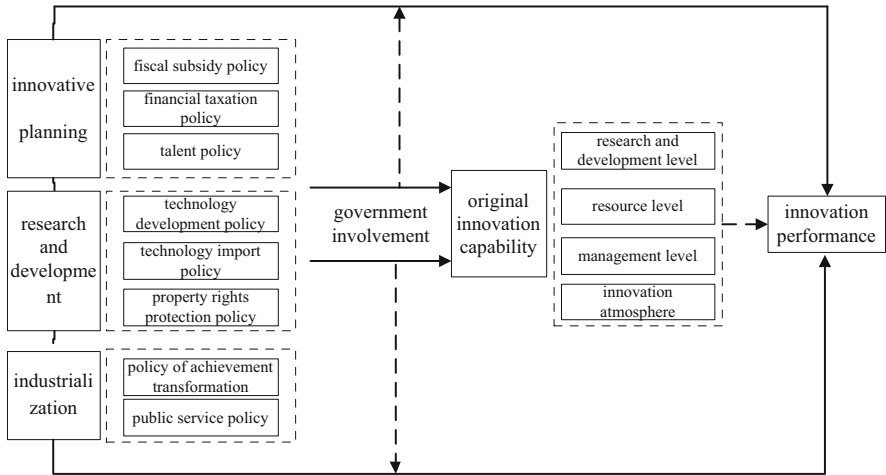 innovative
planning
fiscal subsidy policy
financial taxation
policy
talent policy
research
and
developme
nt
technology
development policy
technology import
policy
property rights
protection policy
industriali
zation
policy of achievement
transformation
public service policy
government
involvement
original
innovation
capability
research and
development level
resource level
management level
innovation
atmosphere
innovation
performance